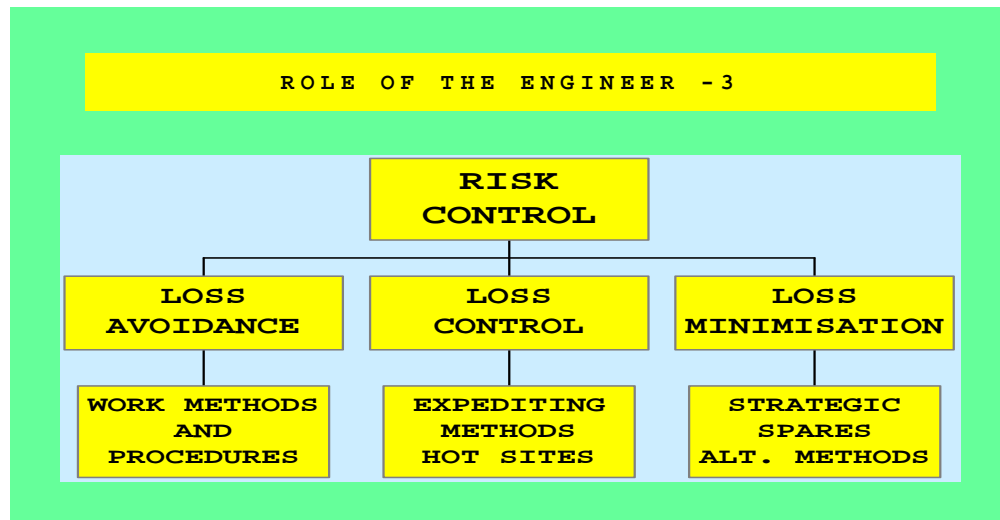 ROLE OF THE ENGINEER -3
RISK
CONTROL
LOSS
AVOIDANCE
LOSS
CONTROL
LOSS
MINIMISATION
WORK METHODS
AND
PROCEDURES
EXPEDITING
METHODS
HOT SITES
STRATEGIC
SPARES
ALT. METHODS